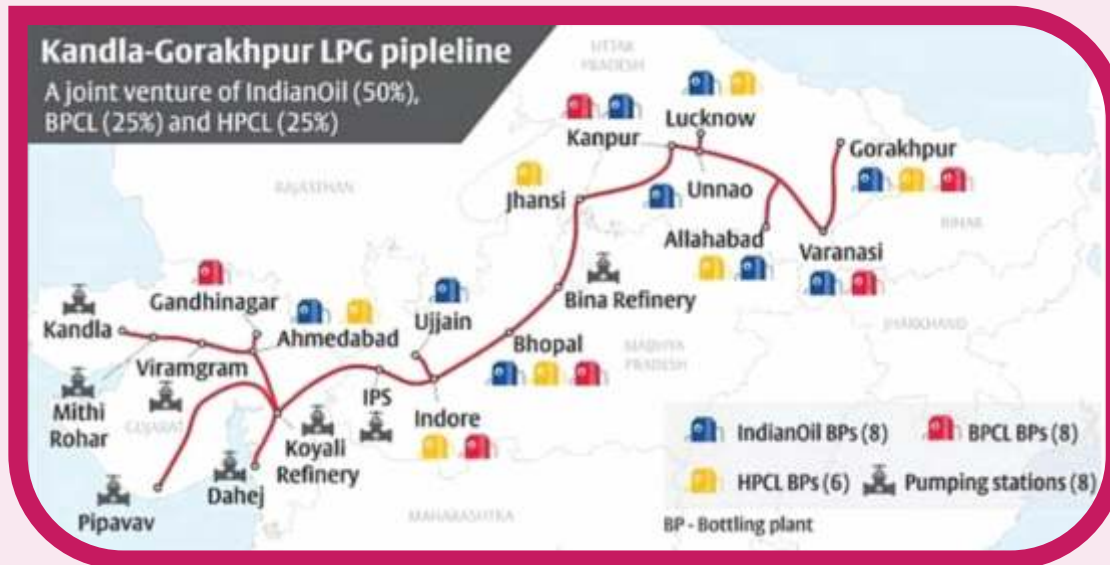 Kandla-Gorakhpur LPG pipleline
A joint venture of IndianOil (50%),
BPCL (25%) and HPCL (25%)
UTTAR
PRADESH
Lucknow
Kanpur
Gorakhpur
Unnao
Jhansi
RAJASTHAN
Allahabad
BIHAR
Varanasi
Bina Refinery
JHARKHAND
Gandhinagar
Ujjain
Kandla
Ahmedabad
Bhopal
MADHYA
PRADESH
Viramgram
Mithi
Rohar
GUJARAT
IPS
Indore
Koyali
Refinery
Dahej
Pipavav
MAHARASHTRA
IndianOil BPs (8)
BPCL BPs (8)
HPCL BPs (6)
Pumping stations (8)
BP - Bottling plant